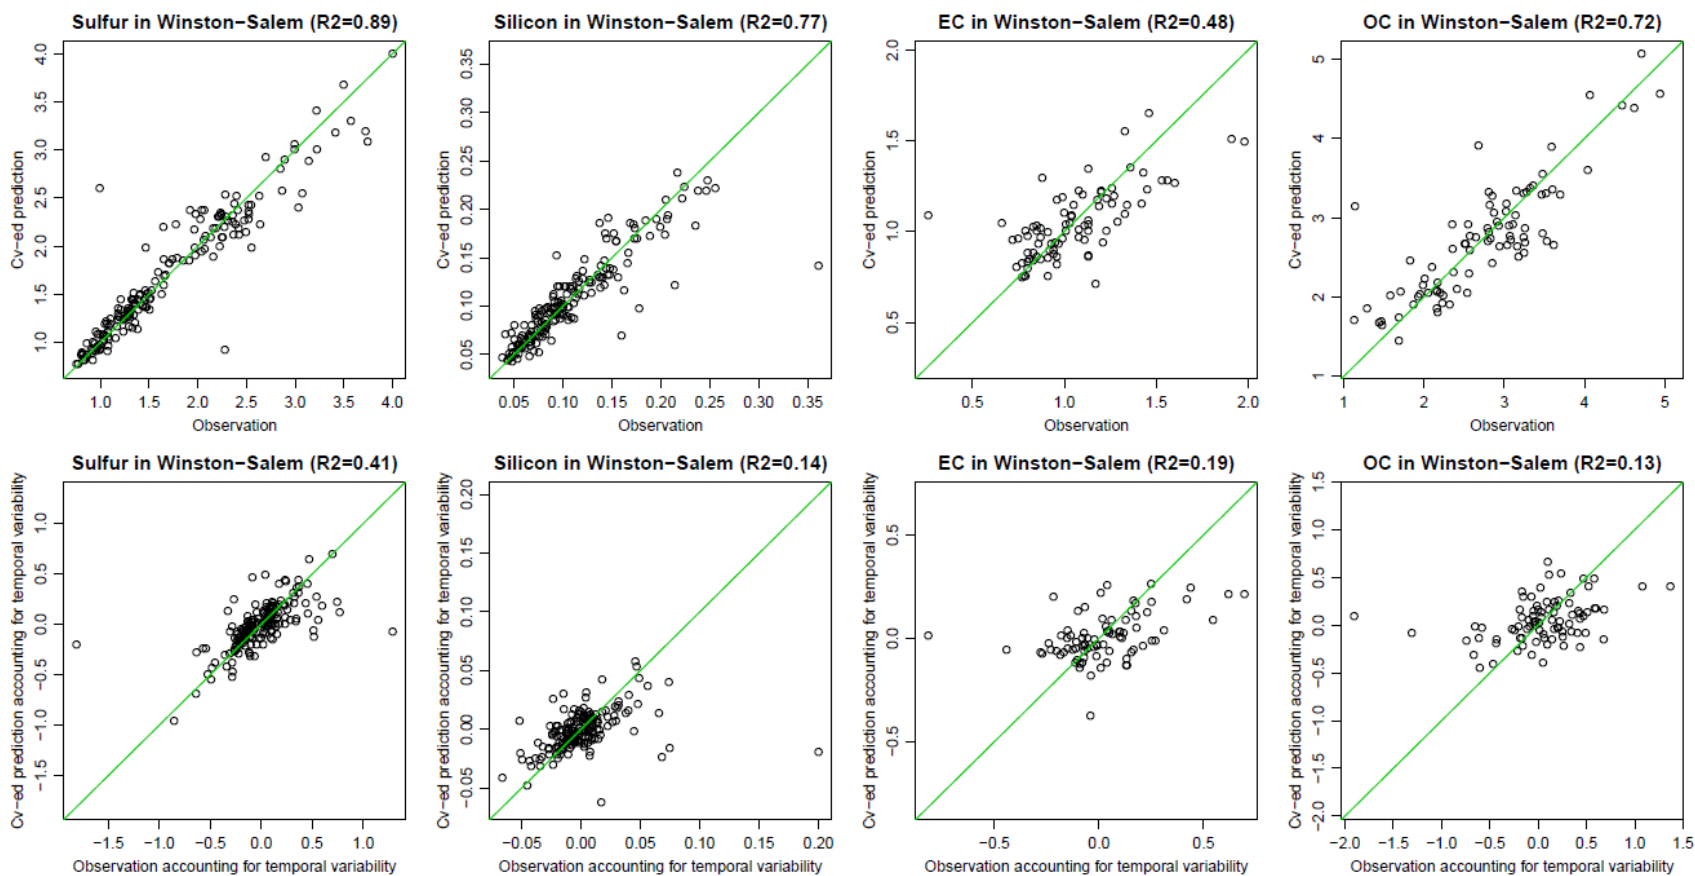 Sulfur in Winston−Salem (R2=0.89)
Cv−ed prediction
1.0 1.5 2.0 2.5 3.0 3.5 4.0
1.0 1.5 2.0 2.5 3.0 3.5 4.0
Observation
Silicon in Winston−Salem (R2=0.77)
Cv−ed prediction
0.05 0.10 0.15 0.20 0.25 0.30 0.35
0.05 0.10 0.15 0.20 0.25 0.30 0.35
Observation
EC in Winston−Salem (R2=0.48)
Cv−ed prediction
0.5 1.0 1.5 2.0
0.5 1.0 1.5 2.0
Observation
OC in Winston−Salem (R2=0.72)
Cv−ed prediction
1 2 3 4 5
1 2 3 4 5
Observation
Sulfur in Winston−Salem (R2=0.41)
Cv−ed prediction accounting for temporal variability
−1.5 −1.0 −0.5 0.0 0.5 1.0
−1.5 −1.0 −0.5 0.0 0.5 1.0
Observation accounting for temporal variability
Silicon in Winston−Salem (R2=0.14)
Cv−ed prediction accounting for temporal variability
−0.05 0.00 0.05 0.10 0.15 0.20
−0.05 0.00 0.05 0.10 0.15 0.20
Observation accounting for temporal variability
EC in Winston−Salem (R2=0.19)
Cv−ed prediction accounting for temporal variability
−0.5 0.0 0.5
−0.5 0.0 0.5
Observation accounting for temporal variability
OC in Winston−Salem (R2=0.13)
Cv−ed prediction accounting for temporal variability
−2.0 −1.5 −1.0 −0.5 0.0 0.5 1.0 1.5
−2.0 −1.5 −1.0 −0.5 0.0 0.5 1.0 1.5
Observation accounting for temporal variability